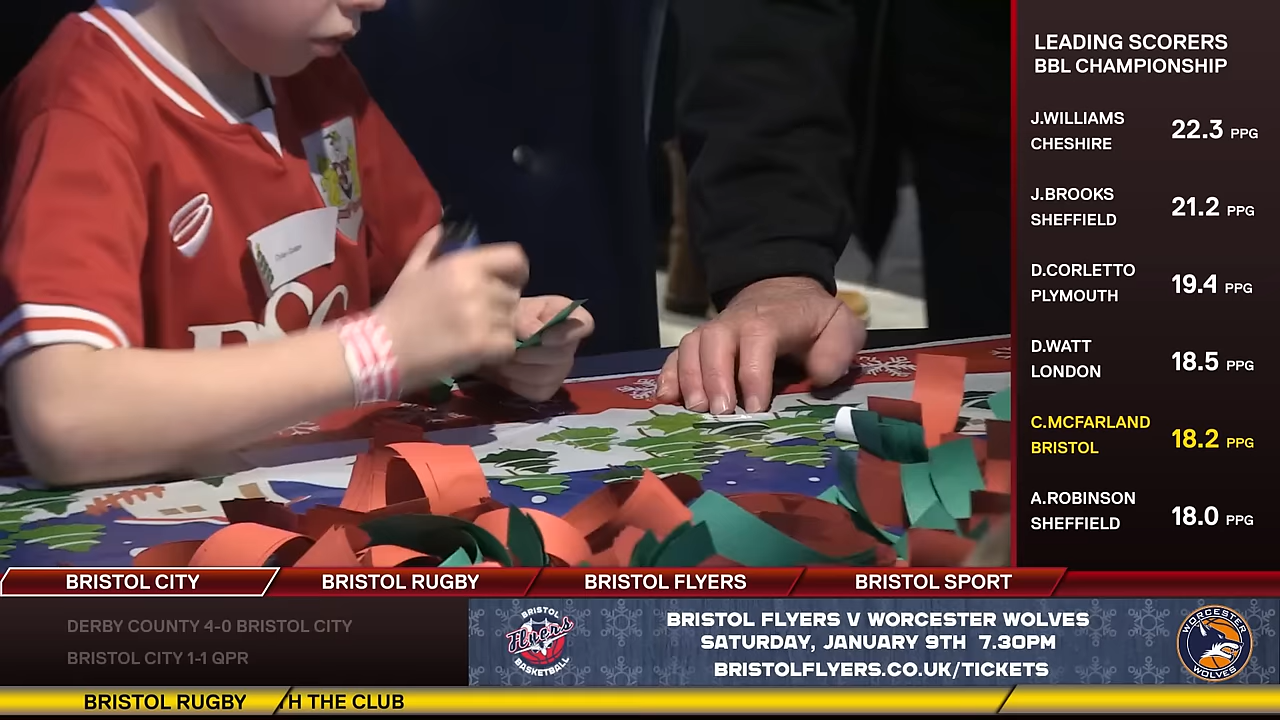 LEADING SCORERS
BBL CHAMPIONSHIP
J.WILLIAMS
CHESHIRE
22.3 PPG
J.BROOKS
SHEFFIELD
21.2 PPG
D.CORLETTO
PLYMOUTH
19.4 PPG
D.WATT
LONDON
18.5 PPG
C.MCFARLAND
BRISTOL
18.2 PPG
A.ROBINSON
SHEFFIELD
18.0 PPG
BRISTOL CITY
BRISTOL RUGBY
BRISTOL FLYERS
BRISTOL SPORT
DERBY COUNTY 4-0 BRISTOL CITY
BRISTOL CITY 1-1 QPR
BRISTOL
Flyers
BASKETBALL
BRISTOL FLYERS V WORCESTER WOLVES
SATURDAY, JANUARY 9TH 7.30PM
BRISTOLFLYERS.CO.UK/TICKETS
WORCESTER
WOLVES
BRISTOL RUGBY
H THE CLUB